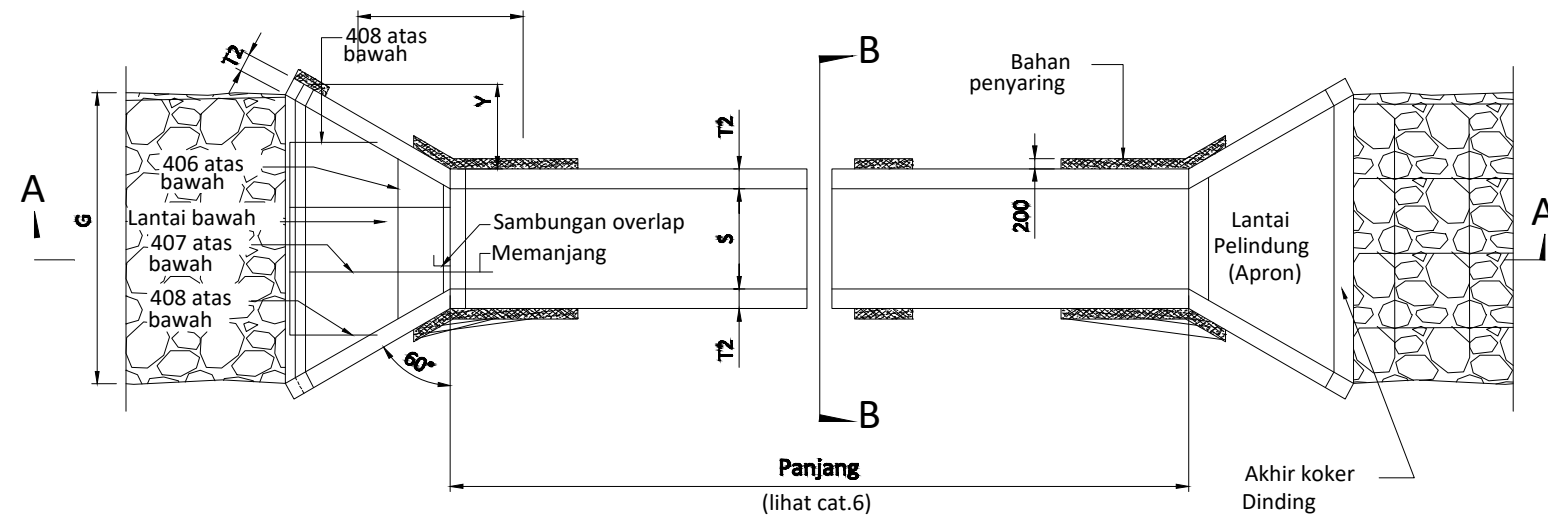 408 atas
bawah
T2
Y
B
Bahan
penyaring
T2
A
G
406 atas
bawah
Lantai bawah
407 atas
bawah
408 atas
bawah
Sambungan overlap
Memanjang
S
200
Lantai
Pelindung
(Apron)
A
60°
T2
B
Panjang
(lihat cat.6)
Akhir koker
Dinding